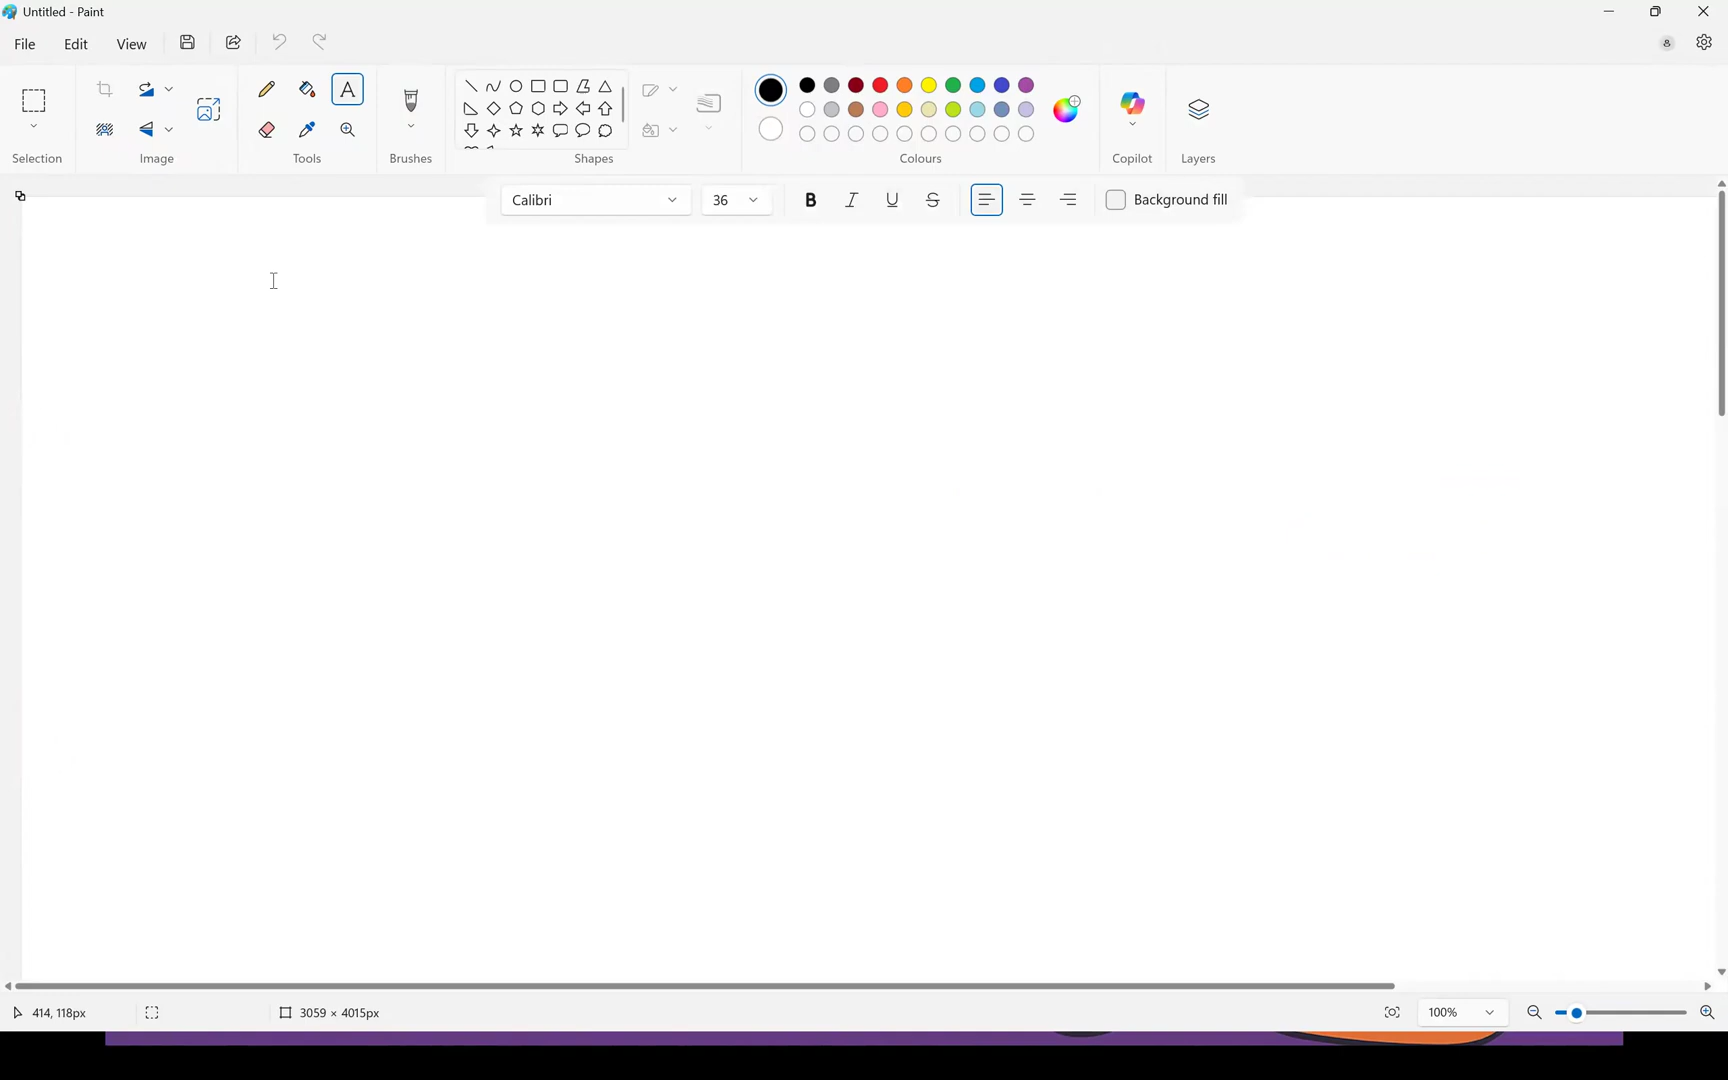 Untitled - Paint
File Edit View
Selection Image Tools Brushes Shapes Colours Copilot Layers
Calibri 36 B I U S Background fill
414, 118px 3059 × 4015px 100%